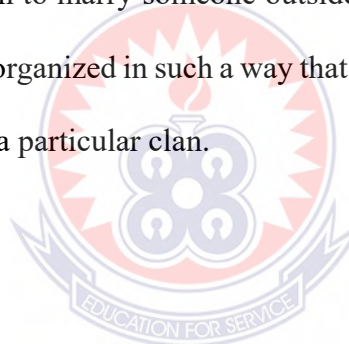 n to marry someone outside
organized in such a way that
a particular clan.
EDUCATION FOR SERVICE